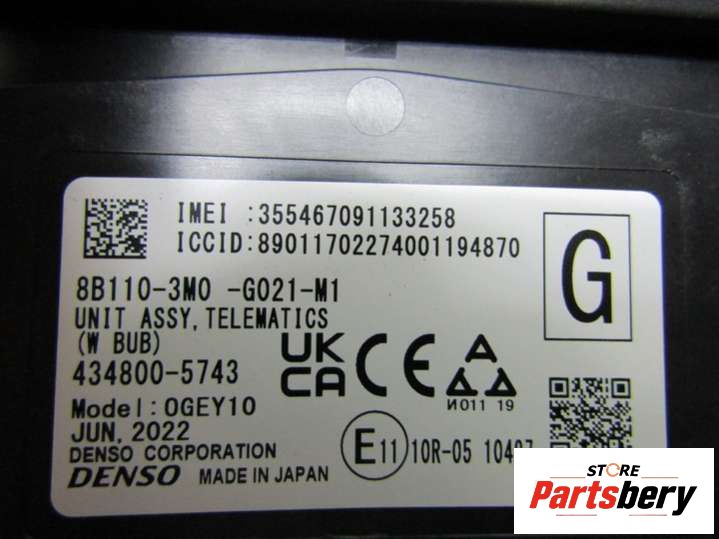 IMEI :355467091133258
ICCID:89011702274001194870
G
8B110-3M0 -G021-M1
UNIT ASSY, TELEMATICS
(W BUB)
434800-5743
Model:0GEY10
JUN, 2022
DENSO CORPORATION
DENSO MADE IN JAPAN
UK
CA
CE
A
И011 19
E11 10R-05
STORE
Partsbery